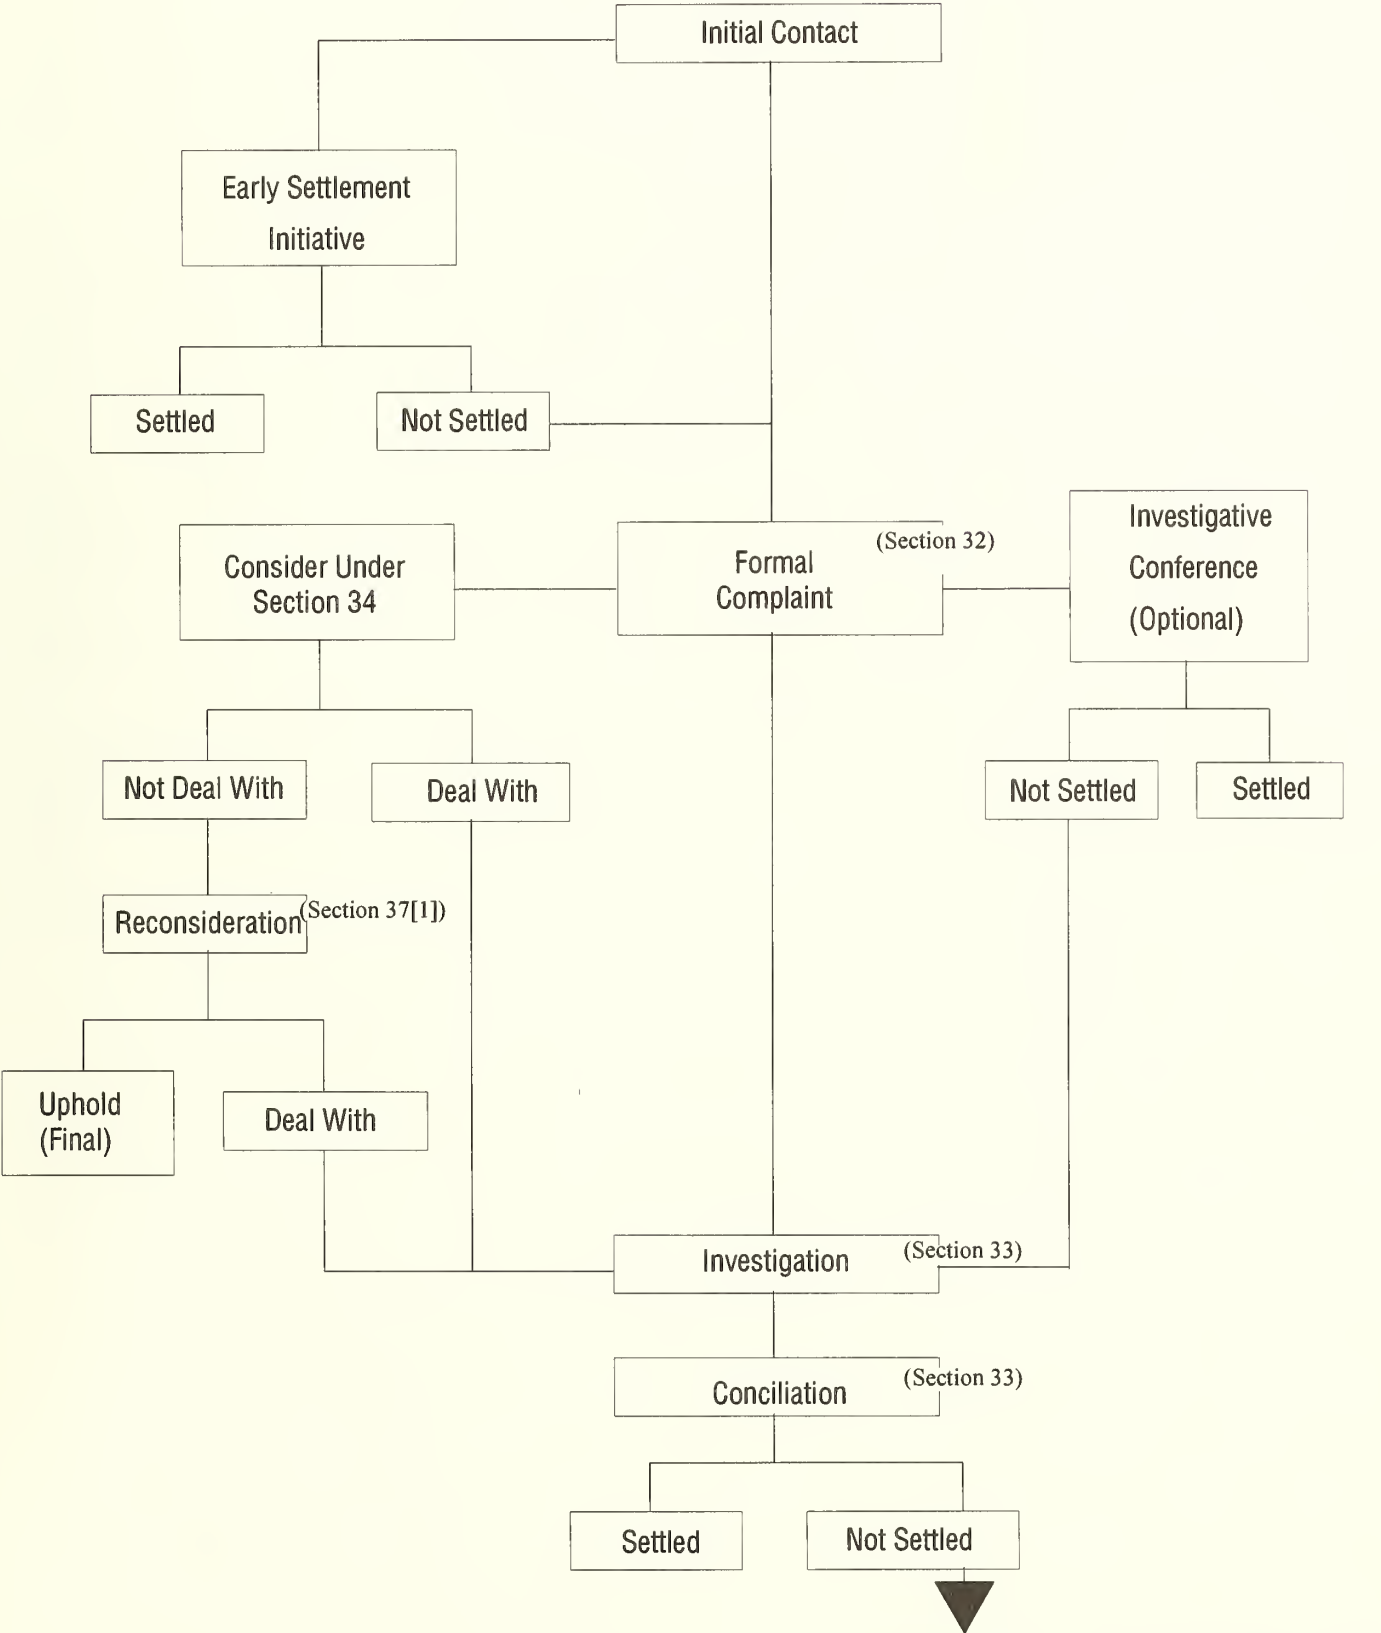 Initial Contact
Early Settlement
Initiative
Settled
Not Settled
Consider Under
Section 34
Formal
Complaint
(Section 32)
Investigative
Conference
(Optional)
Not Deal With
Deal With
Not Settled
Settled
Reconsideration
(Section 37[1])
Uphold
(Final)
Deal With
Investigation
(Section 33)
Conciliation
(Section 33)
Settled
Not Settled